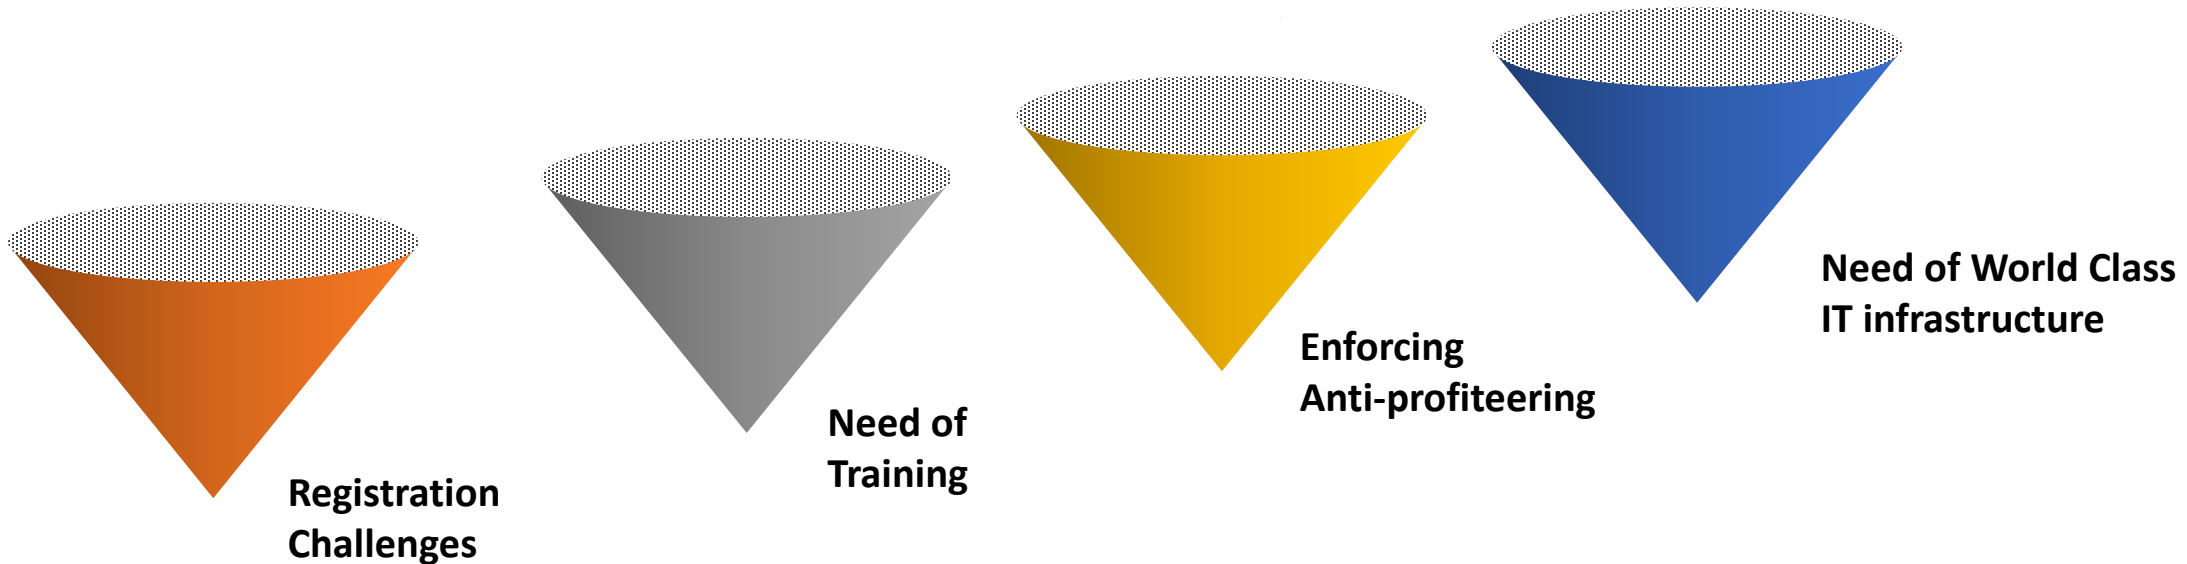 Registration
Challenges
Need of
Training
Enforcing
Anti-profiteering
Need of World Class
IT infrastructure